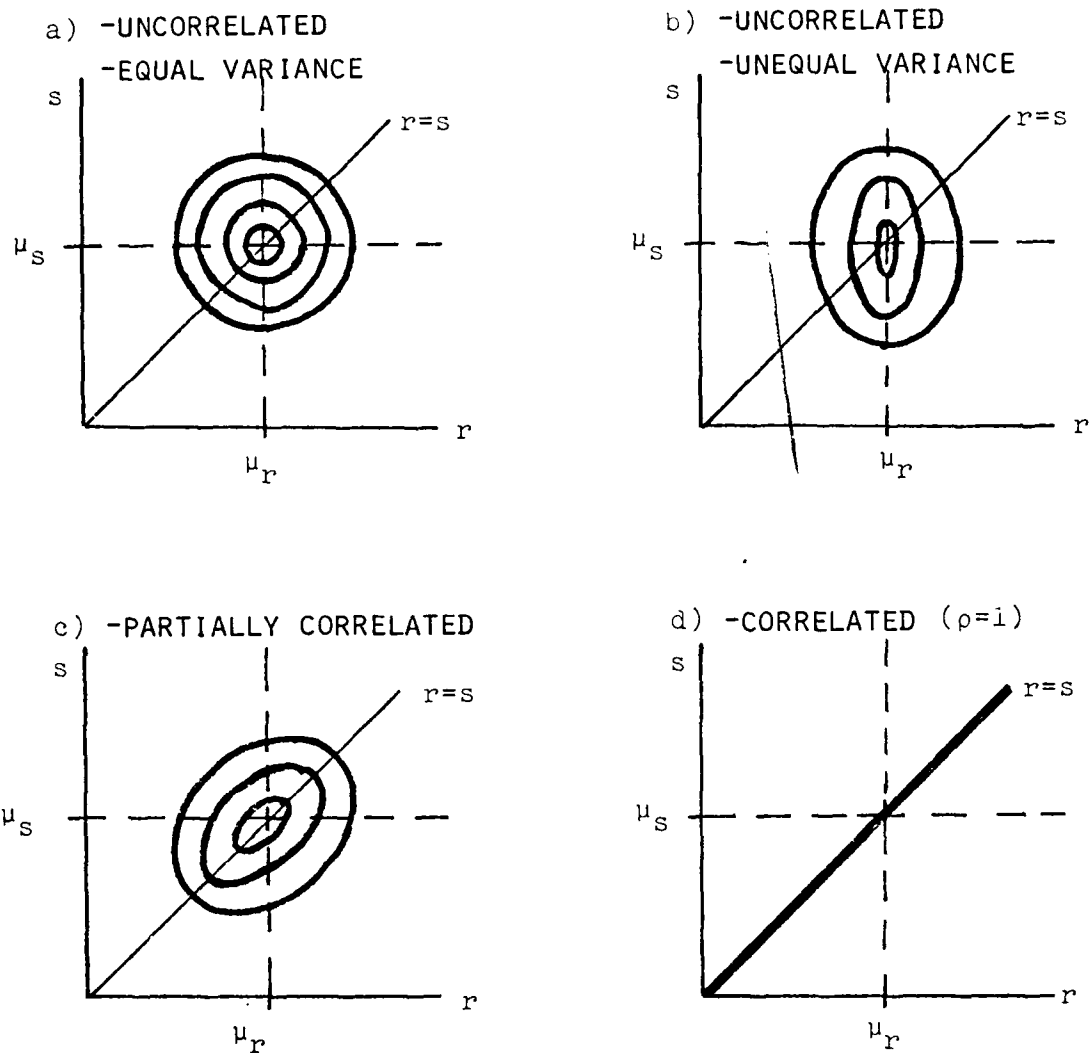 a) -UNCORRELATED
-EQUAL VARIANCE
s
r=s
μs
r
μr
b) -UNCORRELATED
-UNEQUAL VARIANCE
s
r=s
μs
r
μr
c) -PARTIALLY CORRELATED
s
r=s
μs
r
μr
d) -CORRELATED (ρ=1)
s
r=s
μs
r
μr